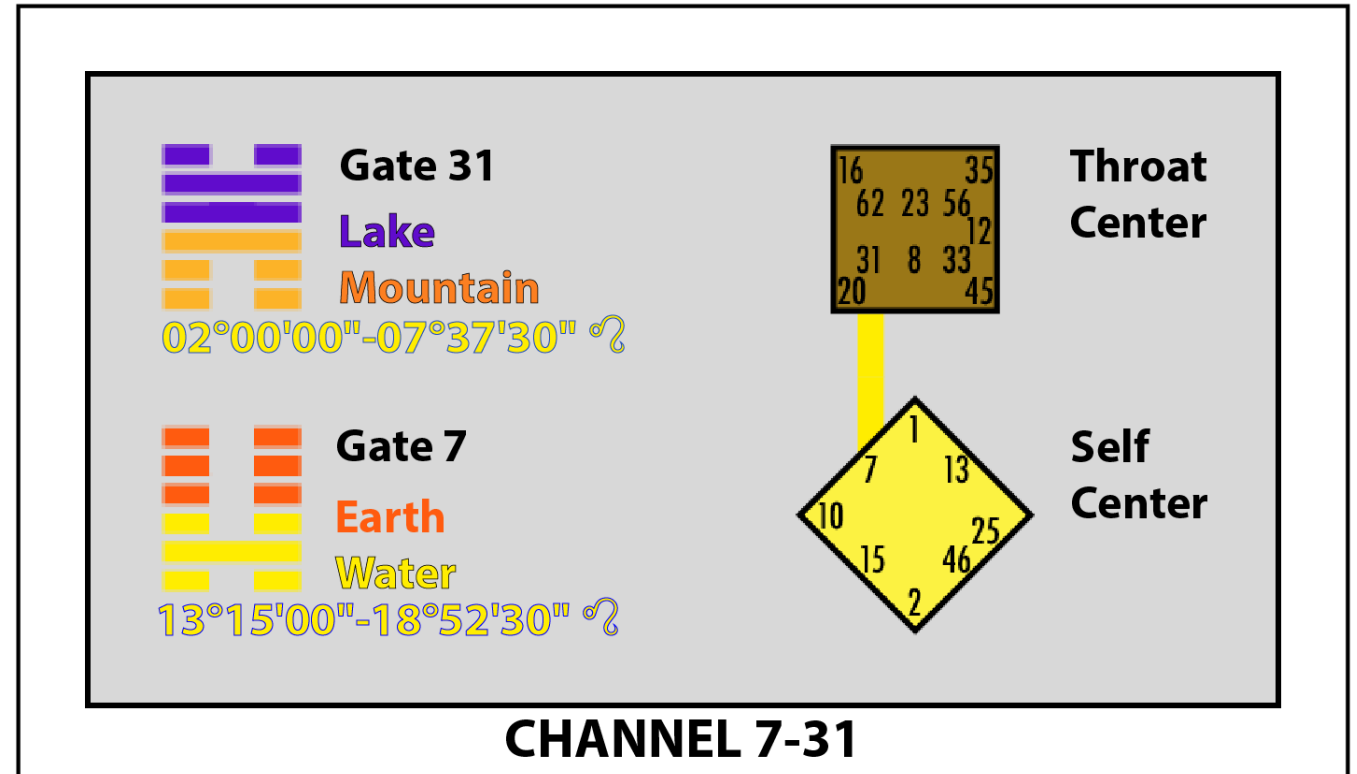 Gate 31
Lake
Mountain
02°00'00"-07°37'30" ♌
Gate 7
Earth
Water
13°15'00"-18°52'30" ♌
16 35
62 23 56
12
31 8 33
20 45
Throat
Center
1
7 13
10
25
15 46
2
Self
Center
CHANNEL 7-31